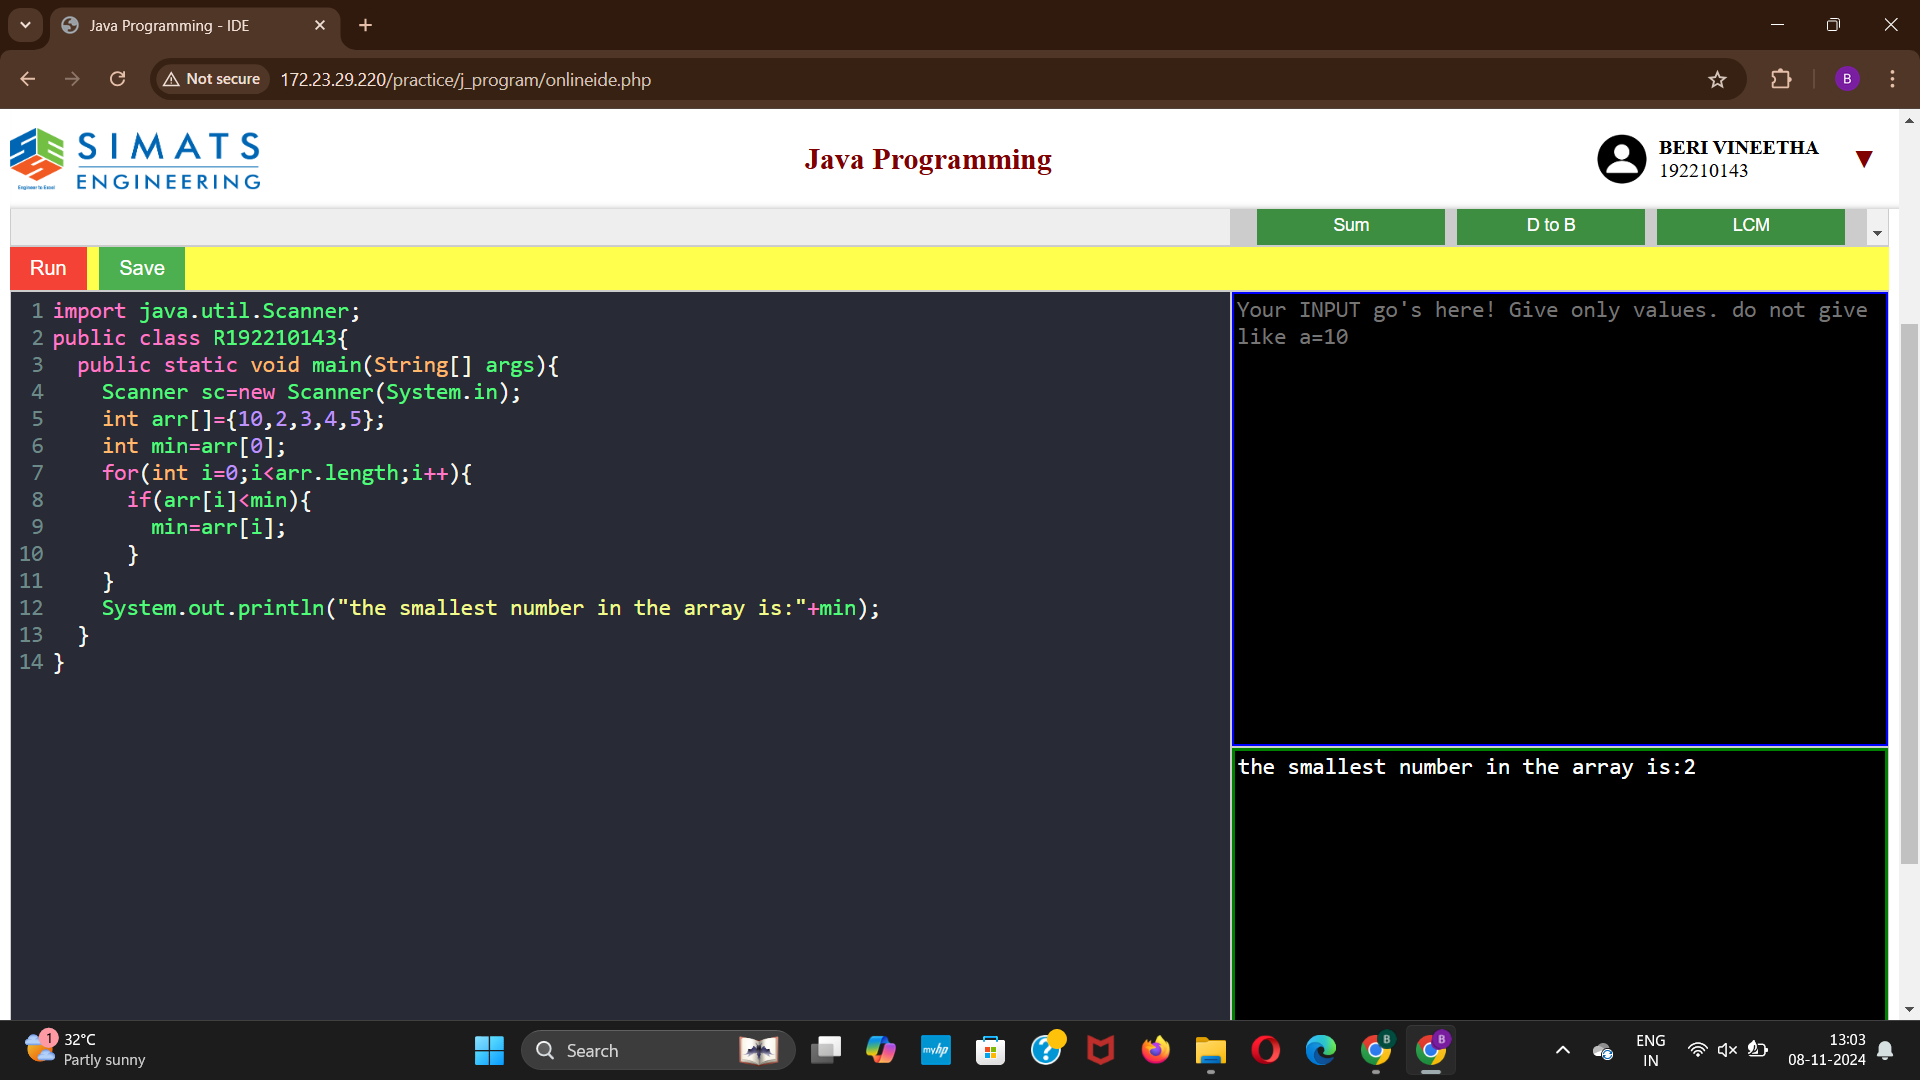 Java Programming - IDE
Not secure 172.23.29.220/practice/j_program/onlineide.php
B
SIMATS
ENGINEERING
Engineer to Excel
Java Programming
BERI VINEETHA
192210143
Sum D to B LCM
Run Save
1 import java.util.Scanner;
2 public class R192210143{
3 public static void main(String[] args){
4 Scanner sc=new Scanner(System.in);
5 int arr[]={10,2,3,4,5};
6 int min=arr[0];
7 for(int i=0;i<arr.length;i++){
8 if(arr[i]<min){
9 min=arr[i];
10 }
11 }
12 System.out.println("the smallest number in the array is:"+min);
13 }
14 }
Your INPUT go's here! Give only values. do not give
like a=10
the smallest number in the array is:2
1
32°C
Partly sunny
Search
myhp
B
B
ENG
IN
13:03
08-11-2024